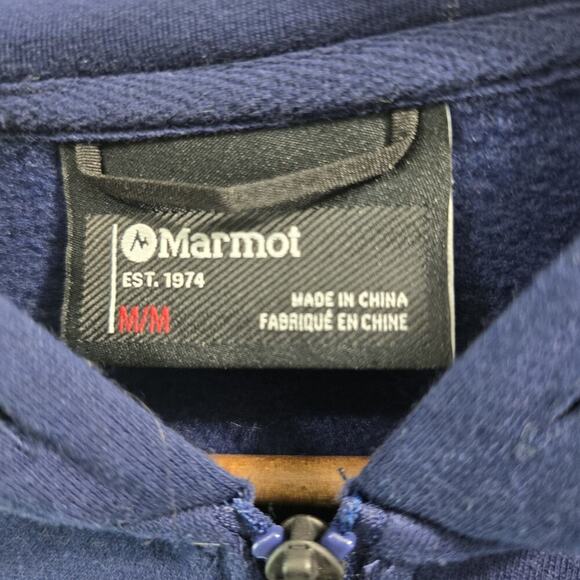 Marmot
EST. 1974
M/M
MADE IN CHINA
FABRIQUÉ EN CHINE